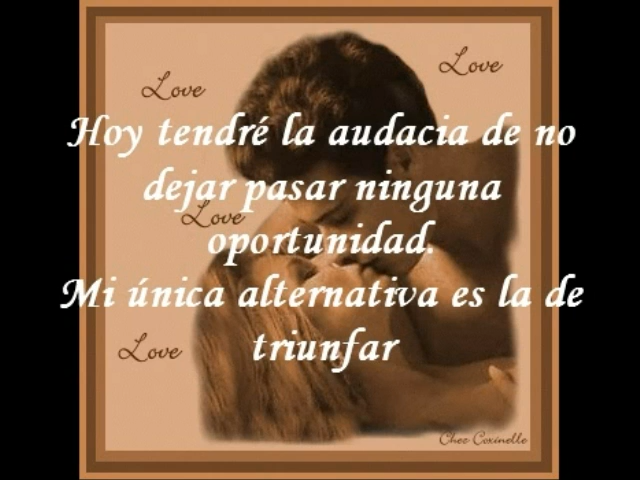 Love
Love
Hoy tendré la audacia de no
dejar pasar ninguna
Love
oportunidad.
Mi única alternativa es la de
triunfar
Love
Chez Coxinelle